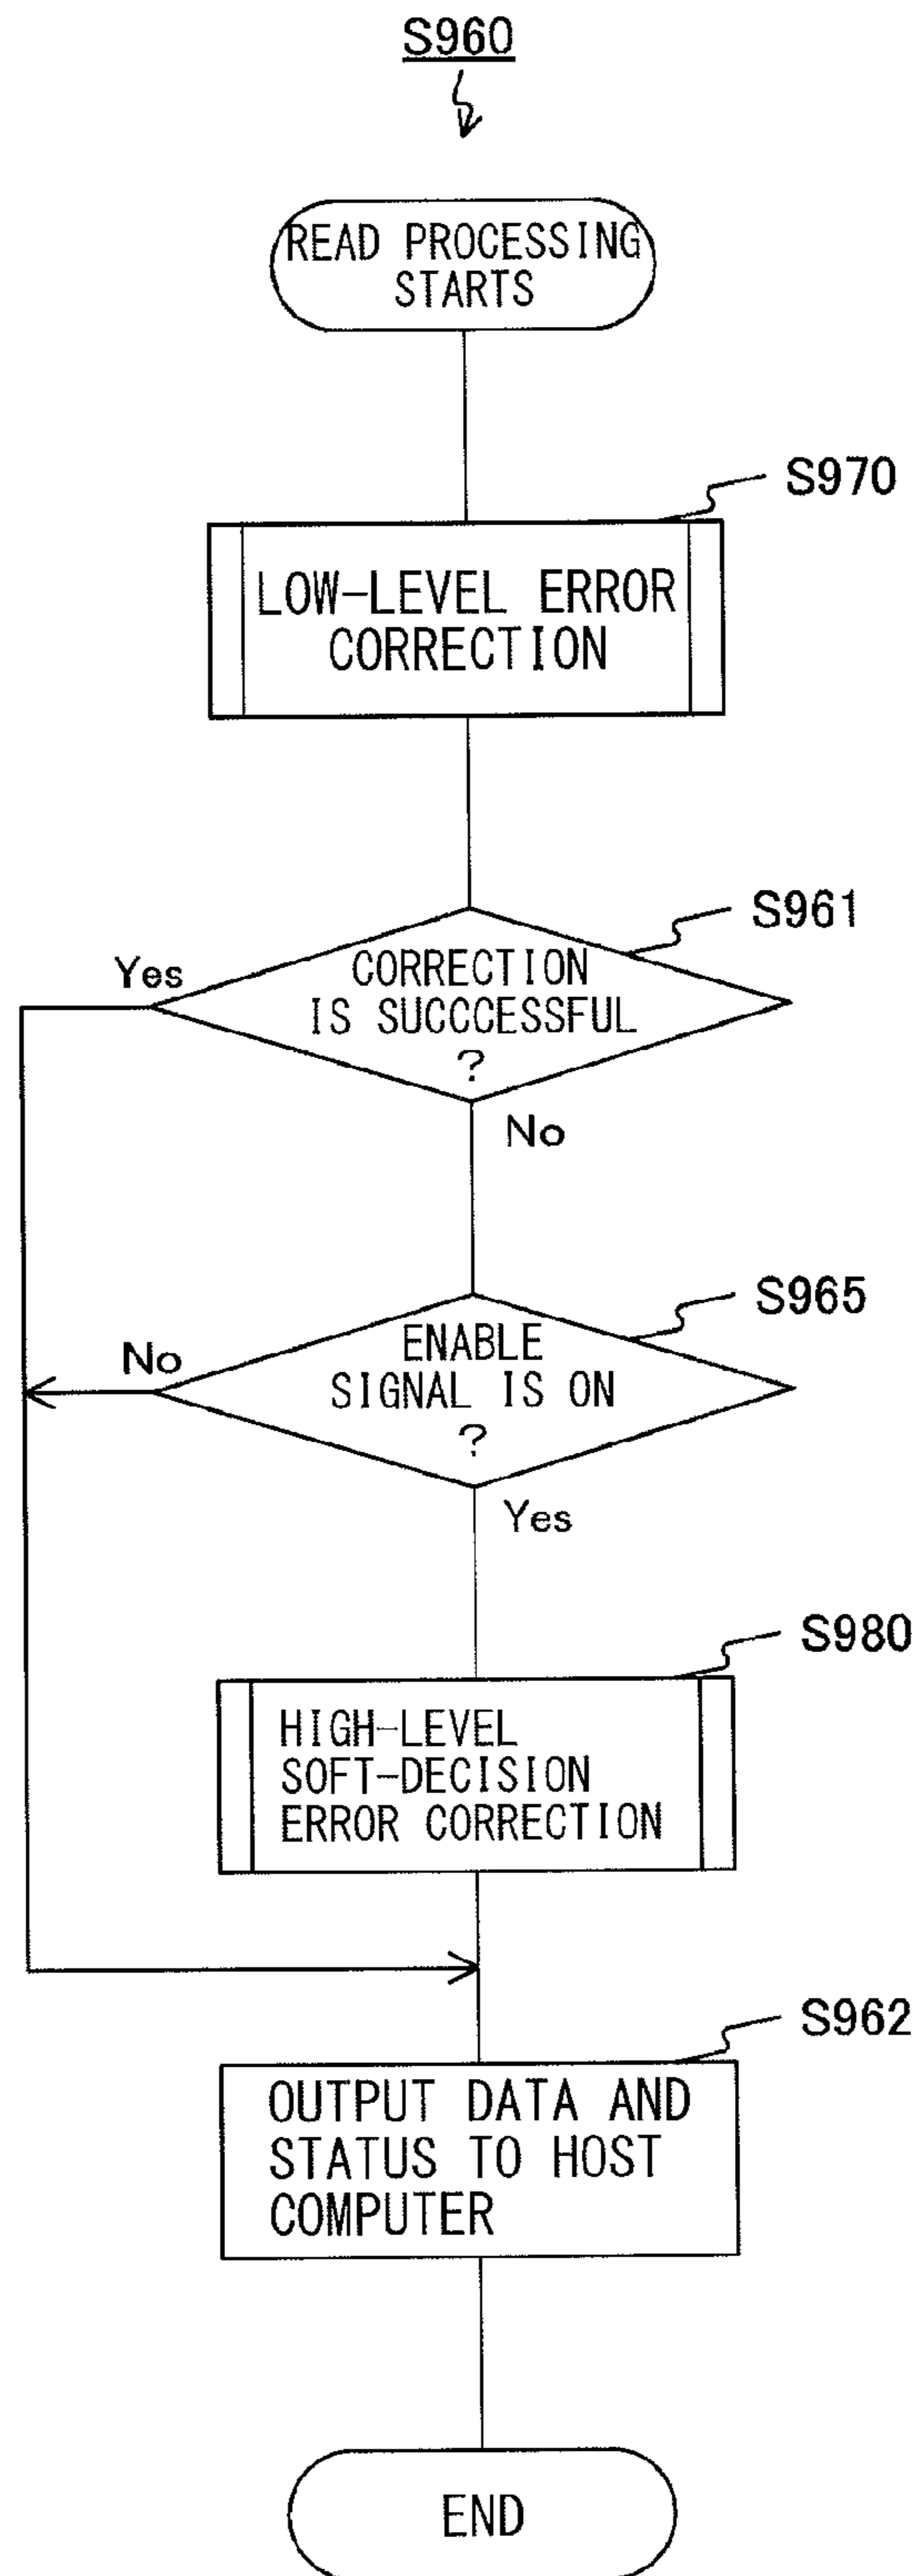 S960
READ PROCESSING
STARTS
S970
LOW-LEVEL ERROR
CORRECTION
S961
Yes
CORRECTION
IS SUCCCESSFUL
?
No
S965
No
ENABLE
SIGNAL IS ON
?
Yes
S980
HIGH-LEVEL
SOFT-DECISION
ERROR CORRECTION
S962
OUTPUT DATA AND
STATUS TO HOST
COMPUTER
END